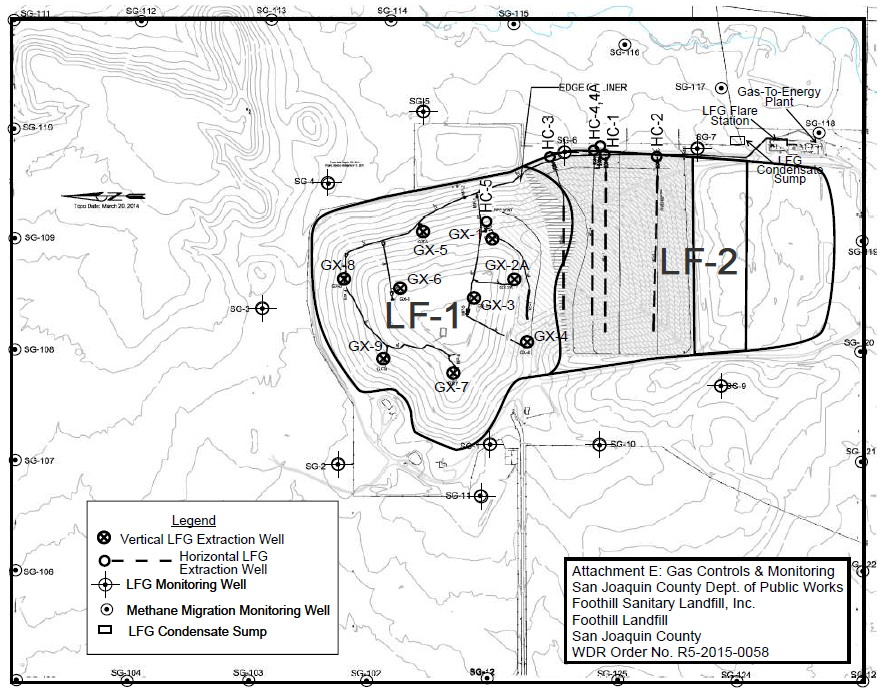 SG-111
SG-112
SG-113
SG-114
SG-115
SG-116
SG-117
Gas-To-Energy
Plant
LFG Flare
Station
SG-118
EDGE OF LINER
SG-5
HC-3
SG-6
HC-4,4A
HC-1
HC-2
SG-7
LFG
Condensate
Sump
SG-110
SG-4
Topo Date: March 20, 2014
HC-5
GX-1
GX-5
SG-109
SG-119
GX-8
GX-6
GX-2A
LF-2
GX-3
SG-3
LF-1
GX-4
GX-9
SG-108
GX-7
SG-9
SG-10
SG-107
SG-2
SG-11
SG-106
Legend
Vertical LFG Extraction Well
Horizontal LFG
Extraction Well
LFG Monitoring Well
Methane Migration Monitoring Well
LFG Condensate Sump
Attachment E: Gas Controls & Monitoring
San Joaquin County Dept. of Public Works
Foothill Sanitary Landfill, Inc.
Foothill Landfill
San Joaquin County
WDR Order No. R5-2015-0058
SG-104
SG-103
SG-102
SG-125
SG-124